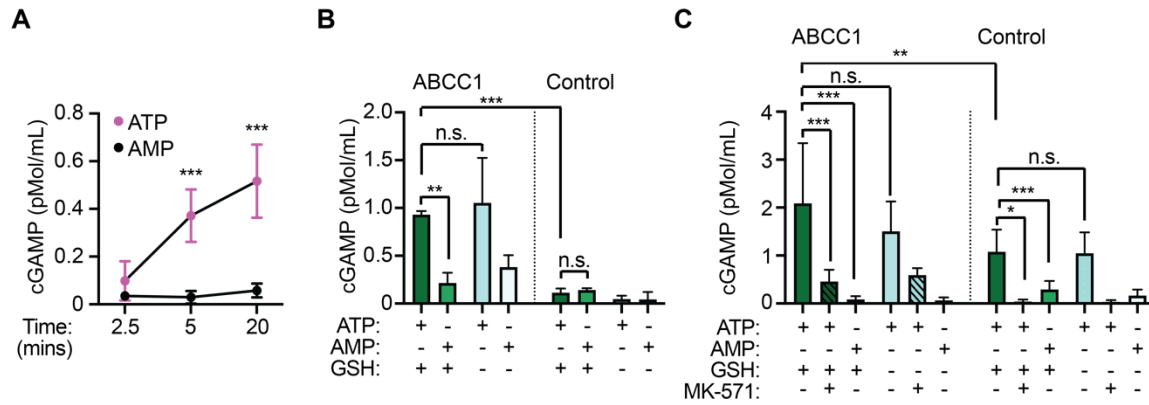 A
B
C
ABCC1
Control
ABCC1
Control
**
n.s.
***
***
n.s.
***
*
***
n.s.
**
n.s.
ATP
AMP
***
***
cGAMP (pMol/mL)
0.8
0.6
0.4
0.2
0
Time: 2.5 5 20
(mins)
cGAMP (pMol/mL)
2.0
1.5
1.0
0.5
0
ATP: + - + - + - + -
AMP: - + - + - + - +
GSH: + + - - + + - -
cGAMP (pMol/mL)
4
3
2
1
0
ATP: + + - + + - + + - + + -
AMP: - - + - - + - - + - - +
GSH: + + + - - - + + + - - -
MK-571: - + - - + - - + - - + -